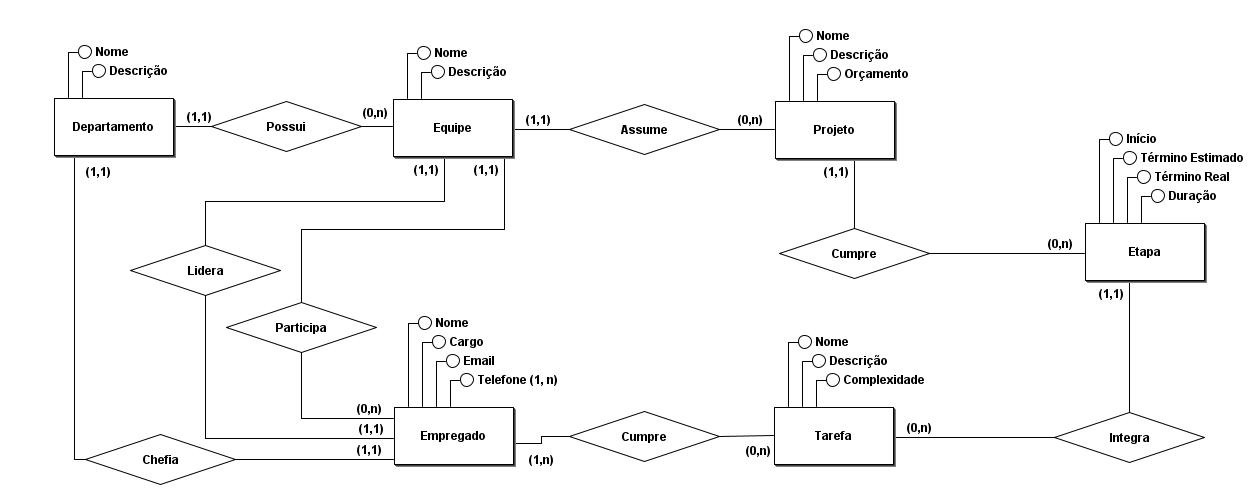 Nome
Descrição
Departamento
(1,1)
(1,1)
Possui
(0,n)
Nome
Descrição
Equipe
(1,1)
(1,1)
(1,1)
Assume
(0,n)
Nome
Descrição
Orçamento
Projeto
(1,1)
Cumpre
(0,n)
Início
Término Estimado
Término Real
Duração
Etapa
(1,1)
Lidera
Participa
Chefia
(0,n)
(1,1)
(1,1)
Nome
Cargo
Email
Telefone (1, n)
Empregado
(1,n)
Cumpre
(0,n)
Nome
Descrição
Complexidade
Tarefa
(0,n)
Integra